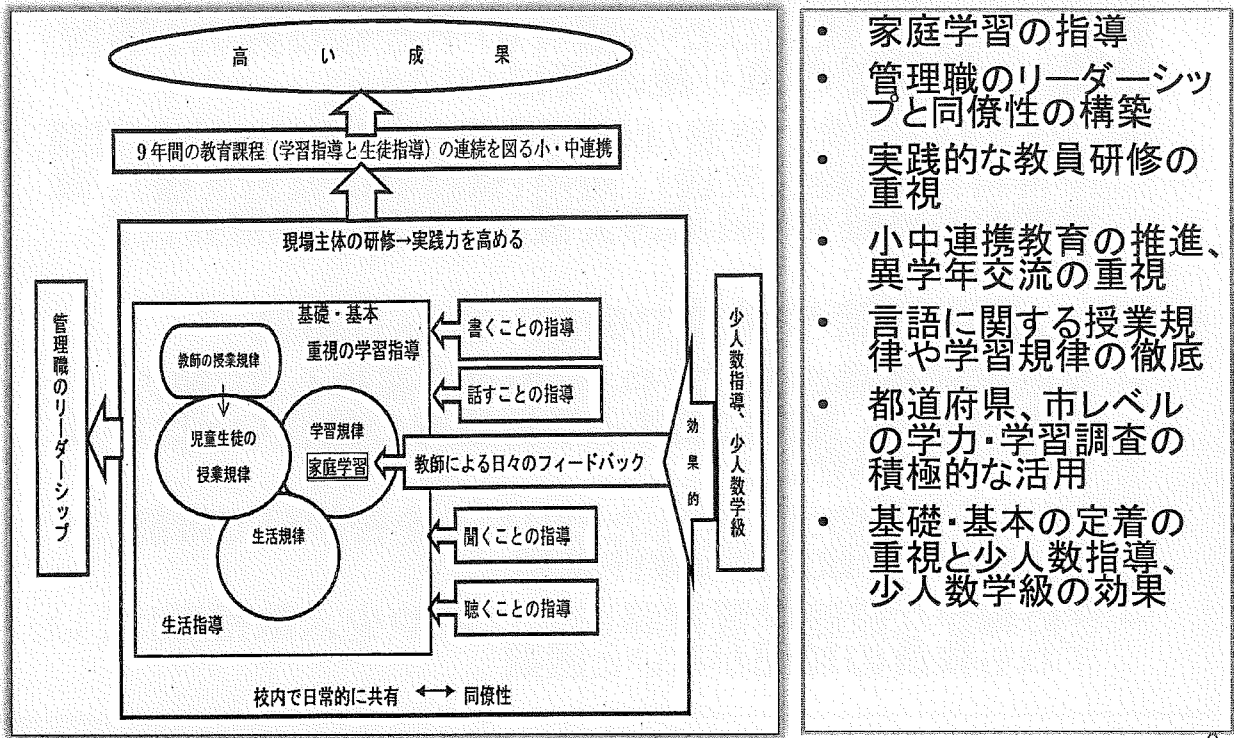 高い成果
9年間の教育課程（学習指導と生徒指導）の連続を図る小・中連携
現場主体の研修→実践力を高める
管理職のリーダーシップ
基礎・基本
重視の学習指導
教師の授業規律
児童生徒の
授業規律
学習規律
家庭学習
生活規律
生活指導
書くことの指導
話すことの指導
教師による日々のフィードバック
聞くことの指導
聴くことの指導
効果的
少人数指導、少人数学級
校内で日常的に共有 ⟷ 同僚性
• 家庭学習の指導
• 管理職のリーダーシッ
プと同僚性の構築
• 実践的な教員研修の
重視
• 小中連携教育の推進、
異学年交流の重視
• 言語に関する授業規
律や学習規律の徹底
• 都道府県、市レベル
の学力・学習調査の
積極的な活用
• 基礎・基本の定着の
重視と少人数指導、
少人数学級の効果